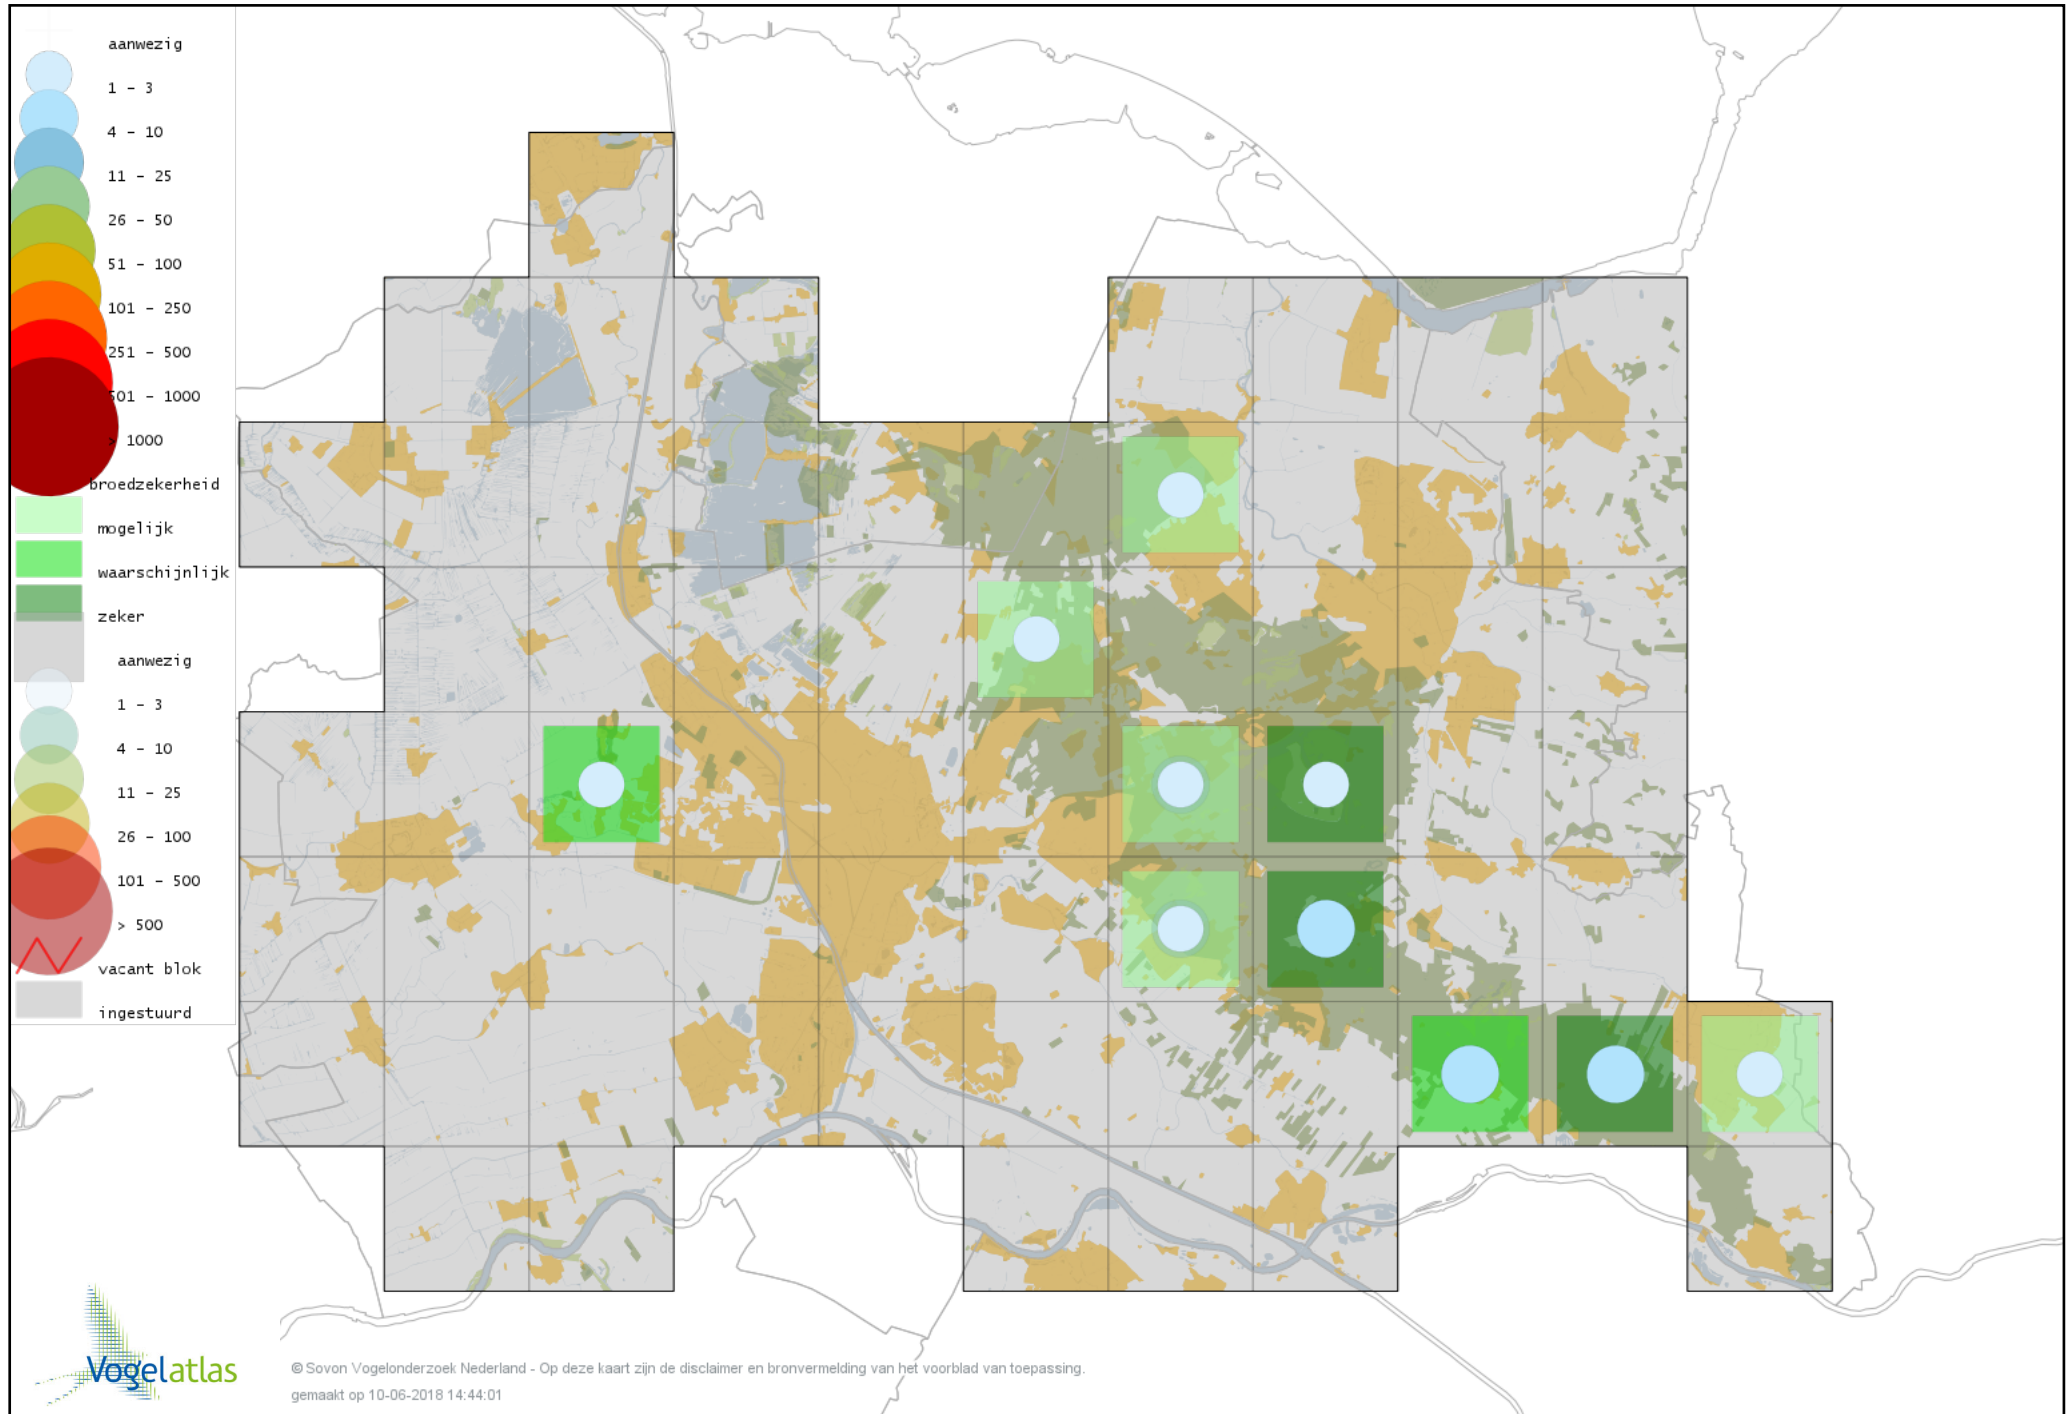 aanwezig
1 – 3
4 – 10
11 – 25
26 – 50
51 – 100
101 – 250
251 – 500
501 – 1000
> 1000
broedzekerheid
mogelijk
waarschijnlijk
zeker
aanwezig
1 – 3
4 – 10
11 – 25
26 – 100
101 – 500
> 500
vacant blok
ingestuurd
Vogelatlas
© Sovon Vogelonderzoek Nederland - Op deze kaart zijn de disclaimer en bronvermelding van het voorblad van toepassing.
gemaakt op 10-06-2018 14:44:01